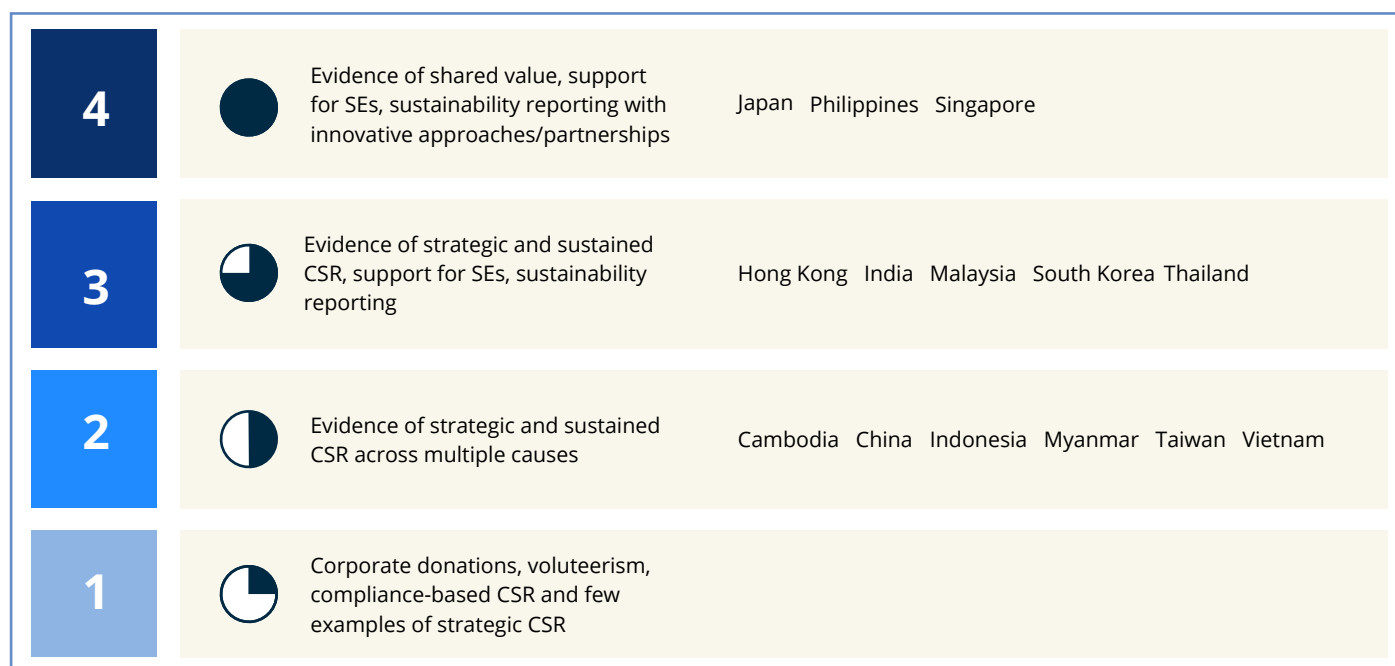 4
Evidence of shared value, support
for SEs, sustainability reporting with
innovative approaches/partnerships
Japan Philippines Singapore
3
Evidence of strategic and sustained
CSR, support for SEs, sustainability
reporting
Hong Kong India Malaysia South Korea Thailand
2
Evidence of strategic and sustained
CSR across multiple causes
Cambodia China Indonesia Myanmar Taiwan Vietnam
1
Corporate donations, voluteerism,
compliance-based CSR and few
examples of strategic CSR